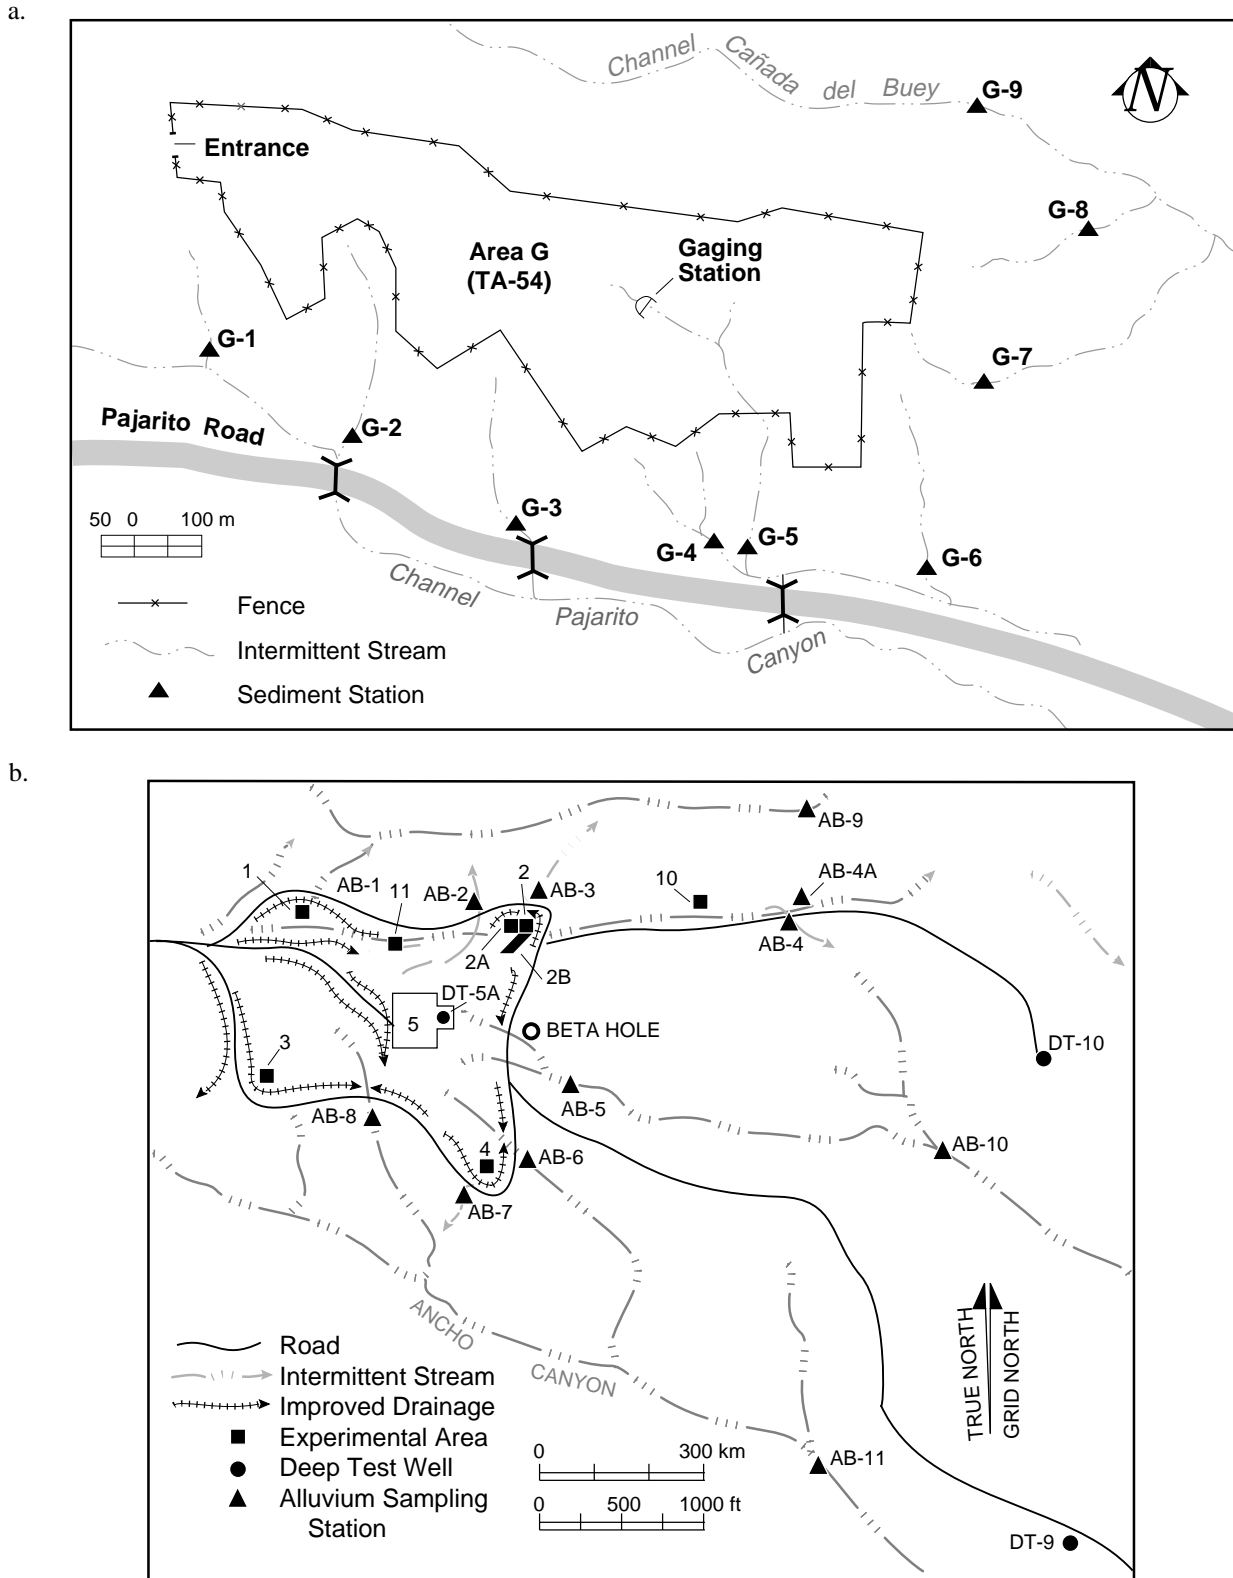 a.
Channel Cañada del Buey
N
G-9
Entrance
G-8
Area G
(TA-54)
Gaging
Station
G-1
G-7
Pajarito Road
G-2
50 0 100 m
G-3
G-4
G-5
G-6
Channel Pajarito Canyon
Fence
Intermittent Stream
Sediment Station
b.
AB-9
1
AB-1
11
AB-2
2
AB-3
10
AB-4A
AB-4
2A
2B
DT-5A
5
BETA HOLE
3
DT-10
AB-8
AB-5
AB-10
4
AB-6
AB-7
ANCHO CANYON
TRUE NORTH
GRID NORTH
Road
Intermittent Stream
Improved Drainage
Experimental Area
Deep Test Well
Alluvium Sampling
Station
0 300 km
0 500 1000 ft
AB-11
DT-9